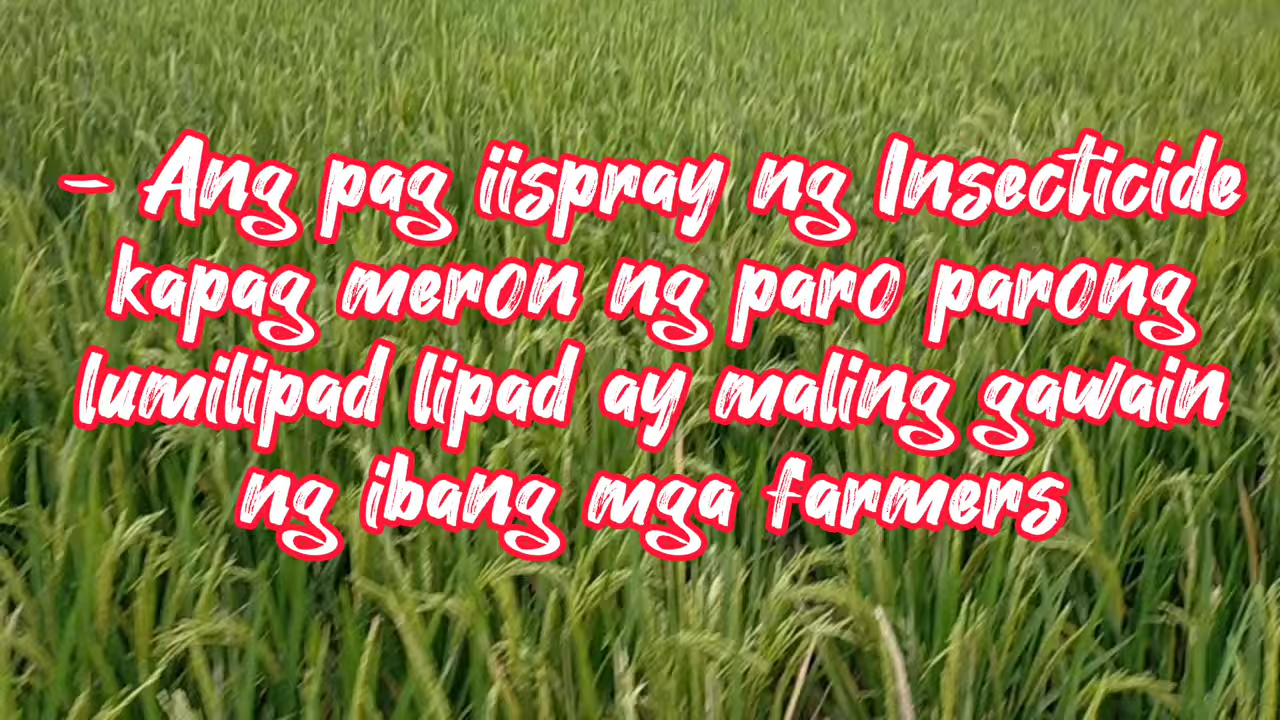 - Ang pag iispray ng Insecticide
kapag meron ng paro parong
lumilipad lipad ay maling gawain
ng ibang mga farmers